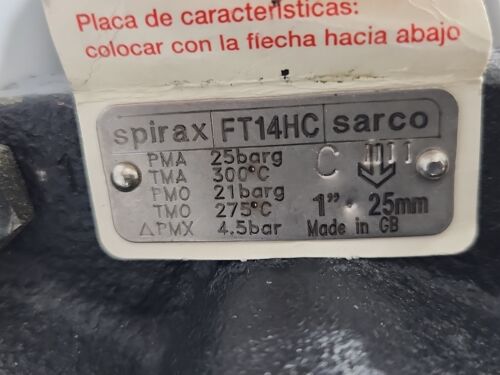 Placa de características:
colocar con la flecha hacia abajo
spirax FT14HC sarco
PMA 25barg
TMA 300°C
PMO 21barg
TMO 275°C
△PMX 4.5bar
C
1" - 25mm
Made in GB